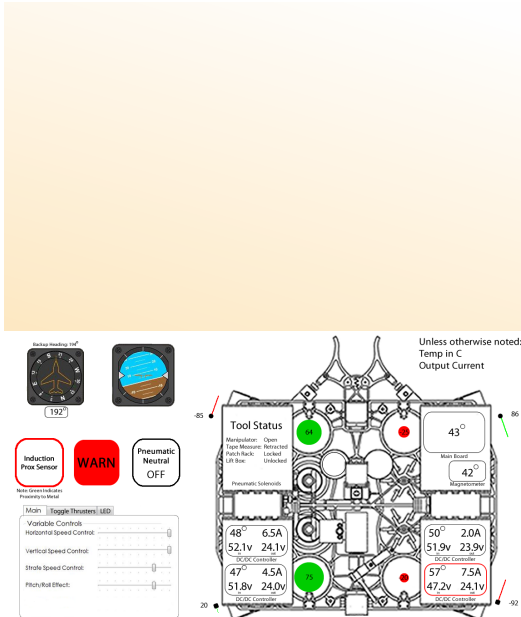 Backup Heading: 194°
192°
Unless otherwise noted:
Temp in C
Output Current
-85
86
Tool Status
Manipulator: Open
Tape Measure: Retracted
Patch Rack: Locked
Lift Box: Unlocked
Pneumatic Solenoids
64
43°
Main Board
42°
Magnetometer
Induction
Prox Sensor
WARN
Pneumatic
Neutral
OFF
Note: Green Indicates
Proximity to Metal
Main Toggle Thrusters LED
Variable Controls
Horizontal Speed Control:
Vertical Speed Control:
Strafe Speed Control:
Pitch/Roll Effect:
48° 6.5A
52.1v 24.1v
DC/DC Controller
47° 4.5A
51.8v 24.0v
DC/DC Controller
75
50° 2.0A
51.9v 23.9v
DC/DC Controller
57° 7.5A
47.2v 24.1v
DC/DC Controller
20
-92